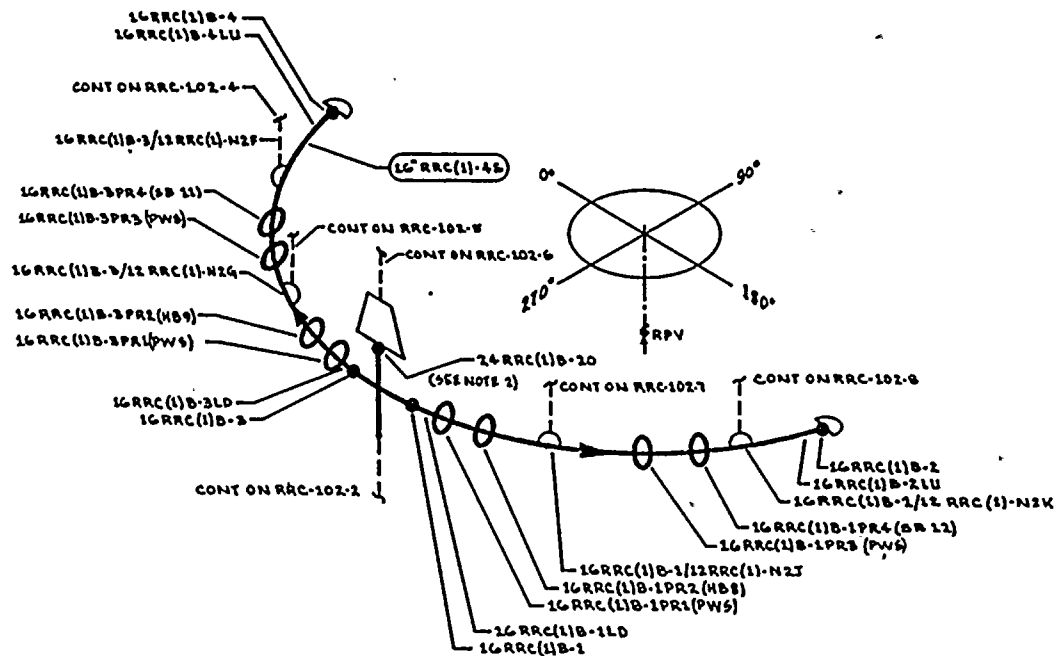 16RRC(1)B-4
16RRC(1)B-4LU
CONT ON RRC-102-4
16RRC(1)B-3/12RRC(1)-N2F
16"RRC(1)-4S
16RRC(1)B-3PR4(SB 11)
16RRC(1)B-3PR3(PWS)
CONT ON RRC-102-5
CONT ON RRC-102-6
16RRC(1)B-3/12RRC(1)-N2G
16RRC(1)B-3PR2(HB9)
16RRC(1)B-3PR1(PWS)
0°
90°
270°
180°
RPV
24RRC(1)B-20
(SEE NOTE 2)
CONT ON RRC-102-7
CONT ON RRC-102-8
16RRC(1)B-3LD
16RRC(1)B-3
CONT ON RRC-102-2
16RRC(1)B-2
16RRC(1)B-2LU
16RRC(1)B-1/12RRC(1)-N2K
16RRC(1)B-1PR4(SB 12)
16RRC(1)B-1PR3(PWS)
16RRC(1)B-1/12RRC(1)-N2J
16RRC(1)B-1PR2(HB8)
16RRC(1)B-1PR1(PWS)
16RRC(1)B-1LD
16RRC(1)B-1